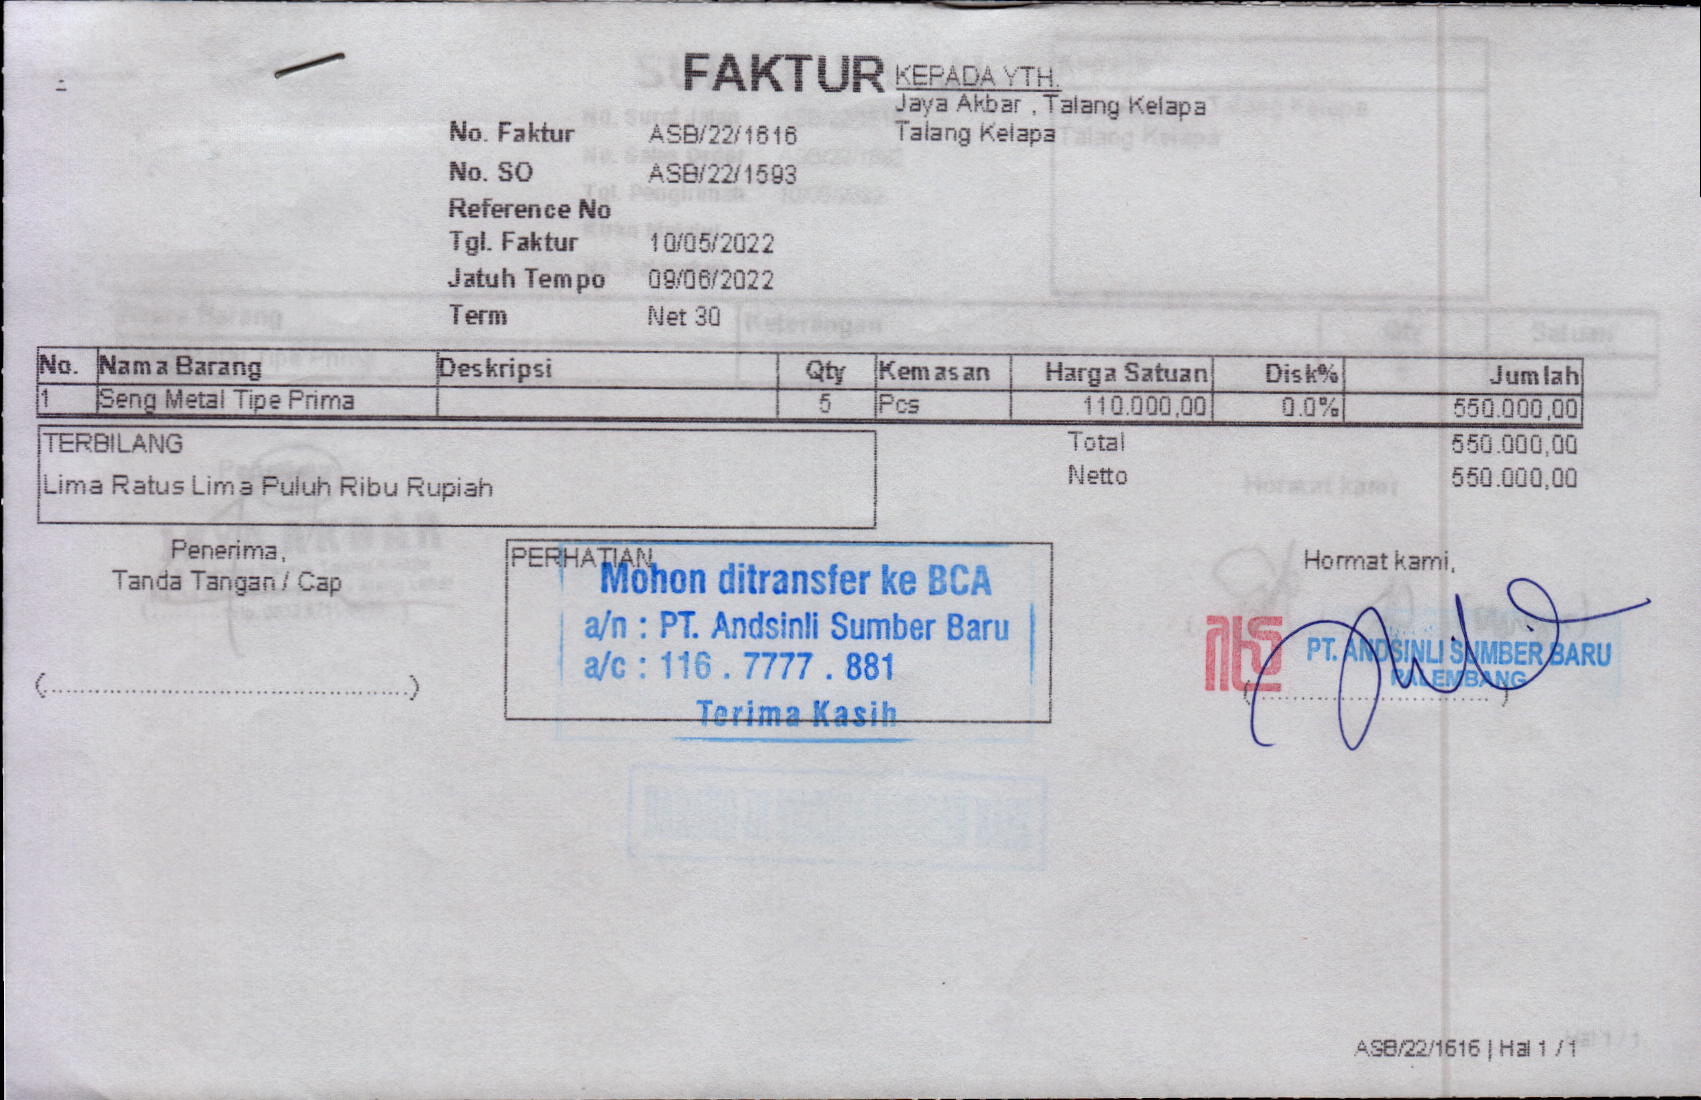 FAKTUR
KEPADA YTH.
Jaya Akbar , Talang Kelapa
Talang Kelapa
No. Faktur ASB/22/1616
No. SO ASB/22/1593
Reference No
Tgl. Faktur 10/05/2022
Jatuh Tempo 09/06/2022
Term Net 30
No. Nama Barang Deskripsi Qty Kemasan Harga Satuan Disk% Jumlah
1 Seng Metal Tipe Prima 5 Pcs 110.000,00 0.0% 550.000,00
TERBILANG
Lima Ratus Lima Puluh Ribu Rupiah
Total 550.000,00
Netto 550.000,00
Penerima,
Tanda Tangan / Cap
(........................................)
PERHATIAN
Mohon ditransfer ke BCA
a/n : PT. Andsinli Sumber Baru
a/c : 116 . 7777 . 881
Terima Kasih
Hormat kami,
PT. ANDSINLI SUMBER BARU
PALEMBANG
ASB/22/1616 | Hal 1 / 1